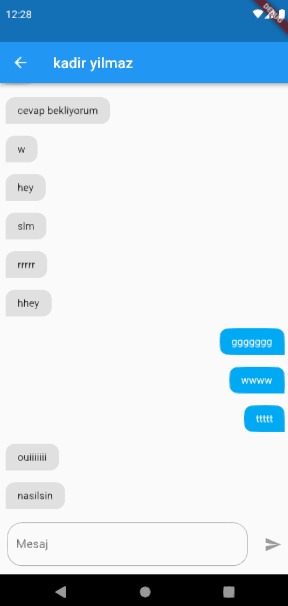 12:28
DEBUG
kadir yilmaz
cevap bekliyorum
w
hey
slm
rrrrr
hhey
ggggggg
wwww
ttttt
ouiiiiiii
nasilsin
Mesaj